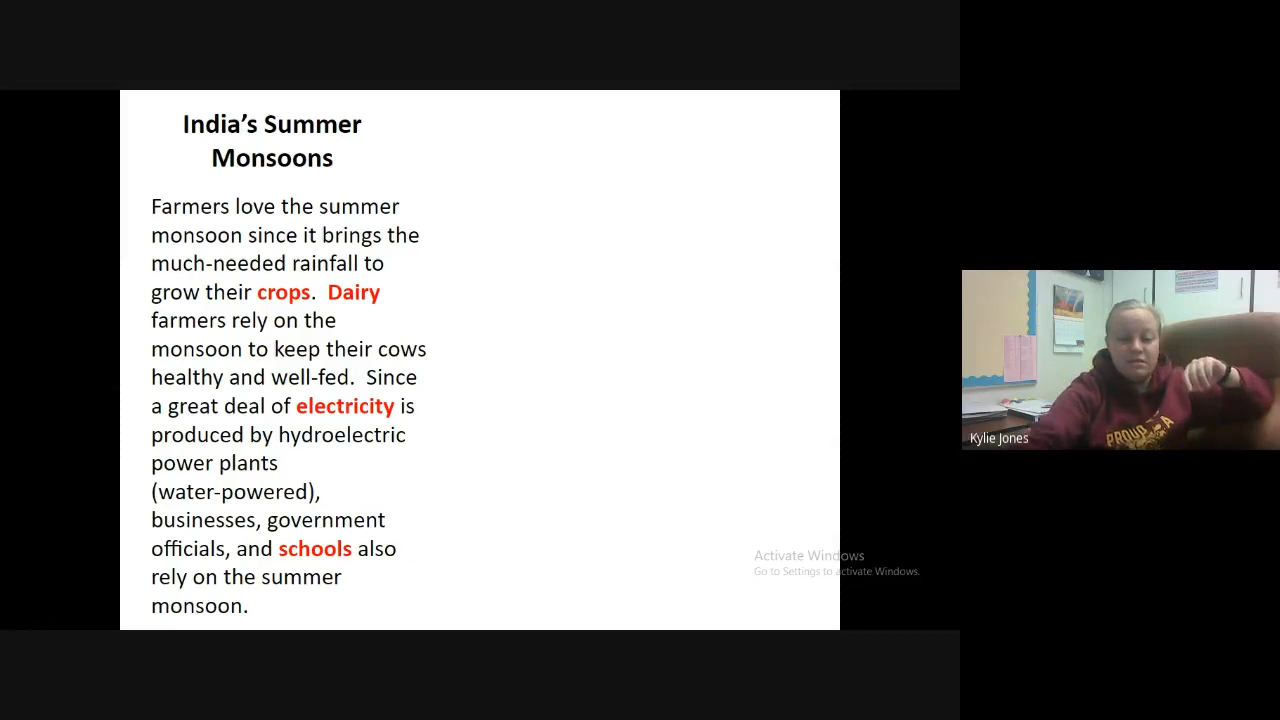 India's Summer
Monsoons
Farmers love the summer
monsoon since it brings the
much-needed rainfall to
grow their crops.  Dairy
farmers rely on the
monsoon to keep their cows
healthy and well-fed.  Since
a great deal of electricity is
produced by hydroelectric
power plants
(water-powered),
businesses, government
officials, and schools also
rely on the summer
monsoon.
Activate Windows
Go to Settings to activate Windows.
Kylie Jones
PROUD